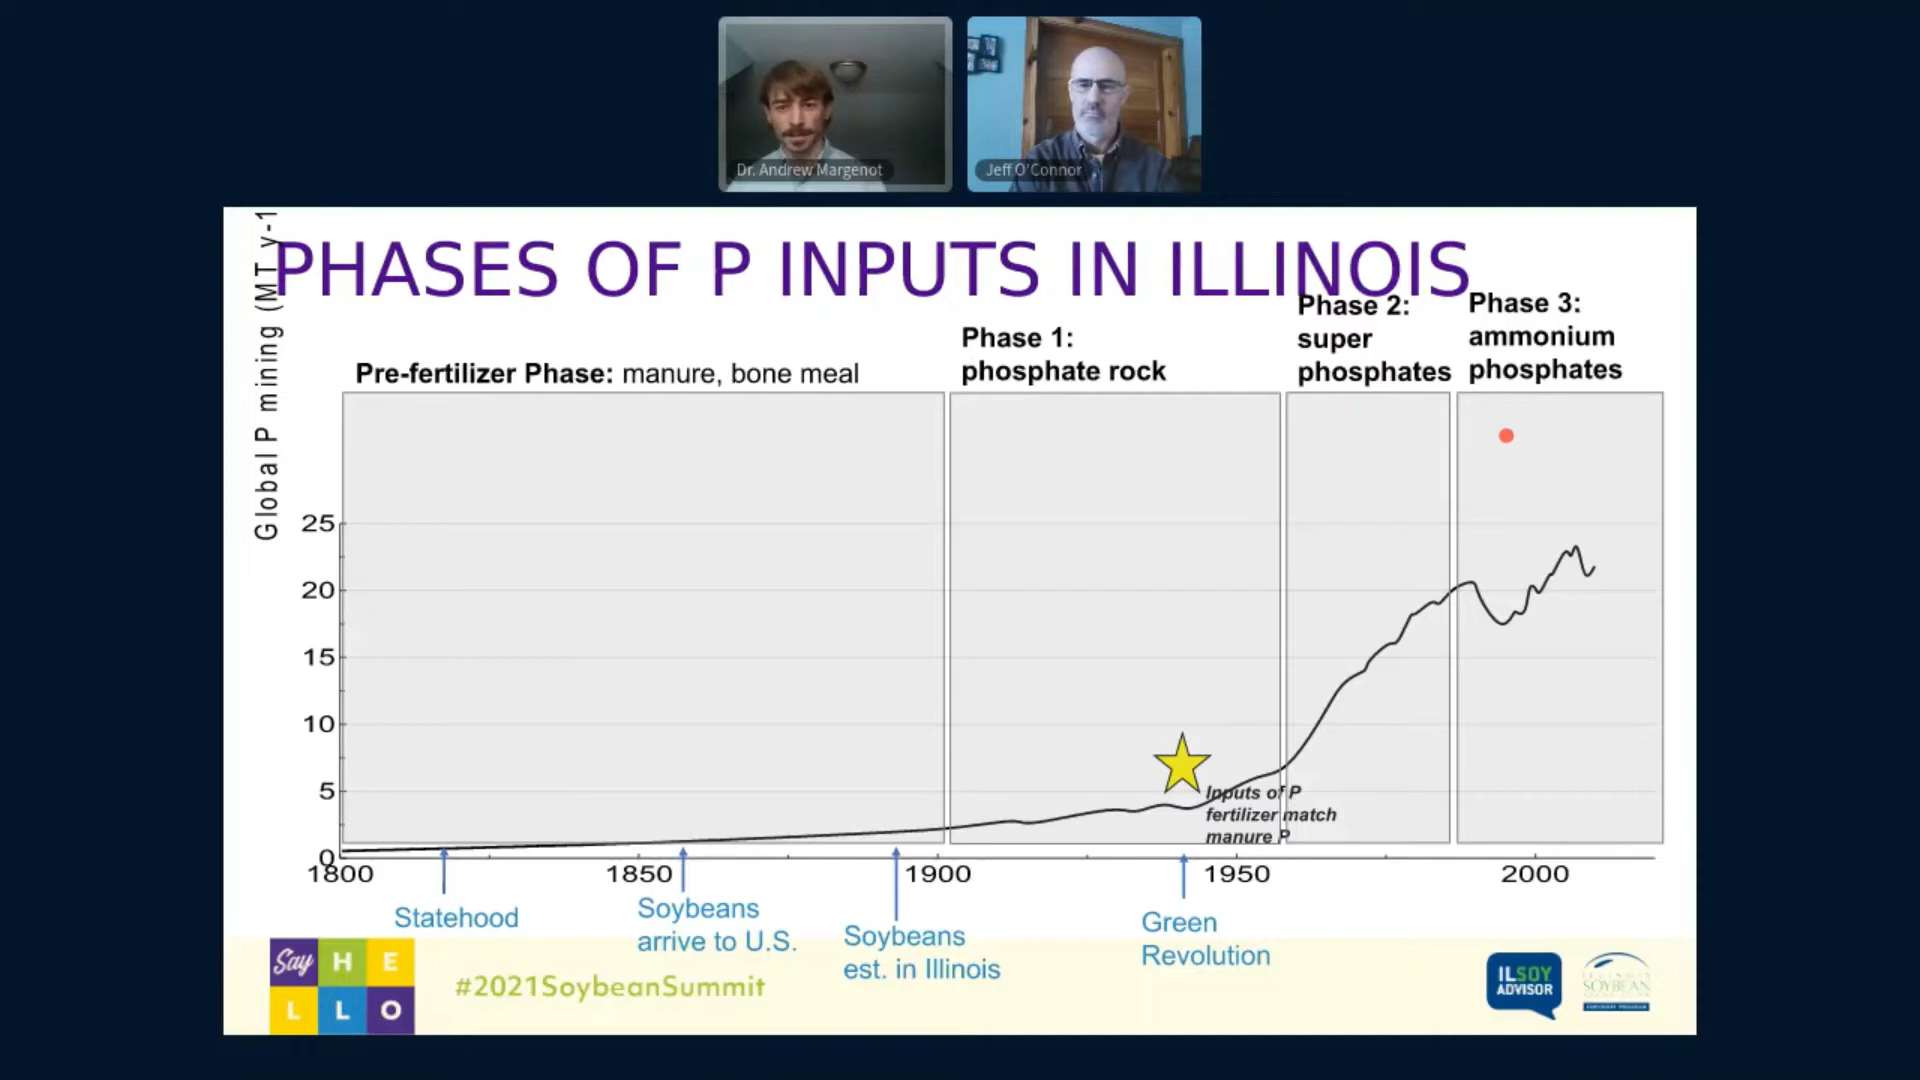 Dr. Andrew Margenot
Jeff O'Connor
PHASES OF P INPUTS IN ILLINOIS
Global P mining (MT y-1
Pre-fertilizer Phase: manure, bone meal
Phase 1:
phosphate rock
Phase 2:
super
phosphates
Phase 3:
ammonium
phosphates
25
20
15
10
5
0
Inputs of P
fertilizer match
manure P
1800
1850
1900
1950
2000
Statehood
Soybeans
arrive to U.S.
Soybeans
est. in Illinois
Green
Revolution
Say H E
L L O
#2021SoybeanSummit
ILSOY
ADVISOR
ILLINOIS
SOYBEAN